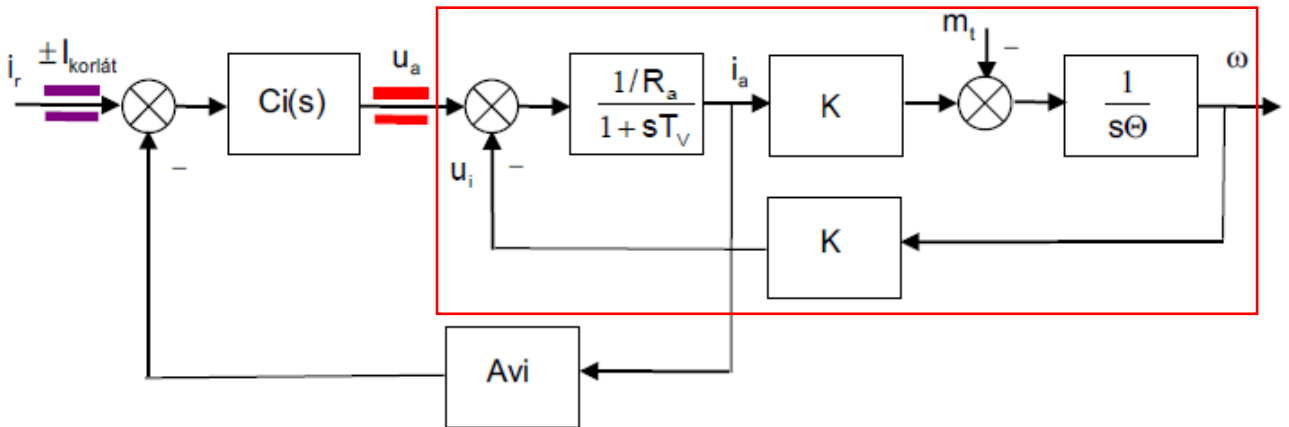 i_r
± I_korlát
Ci(s)
u_a
u_i
–
–
1/R_a
1+sT_V
i_a
K
m_t
–
1
sΘ
ω
K
Avi